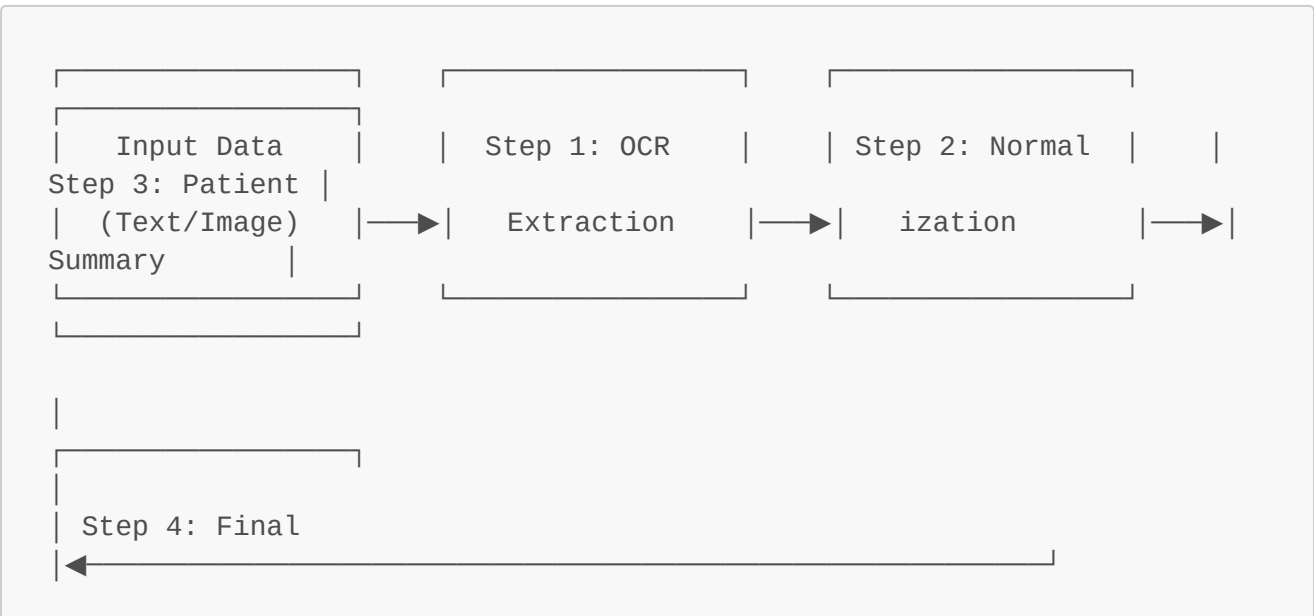 Input Data Step 1: OCR Step 2: Normal
Step 3: Patient
(Text/Image) Extraction ization
Summary
Step 4: Final